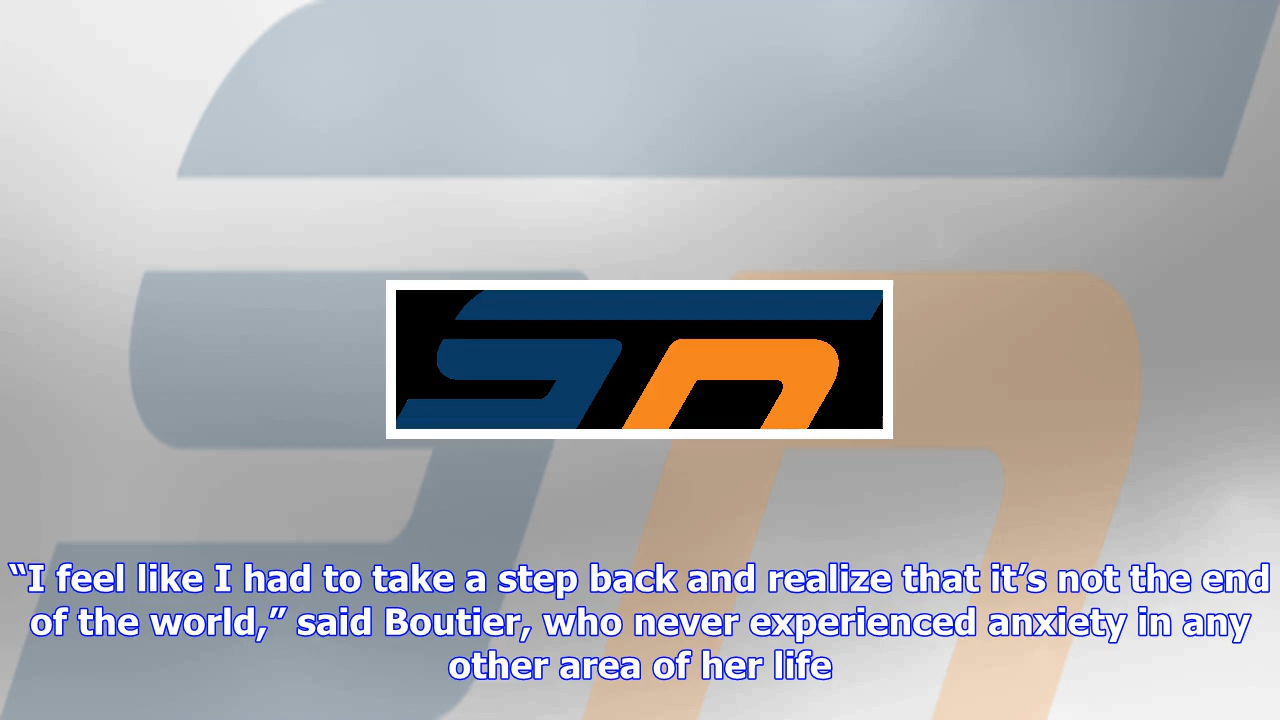 “I feel like I had to take a step back and realize that it’s not the end
of the world,” said Boutier, who never experienced anxiety in any
other area of her life